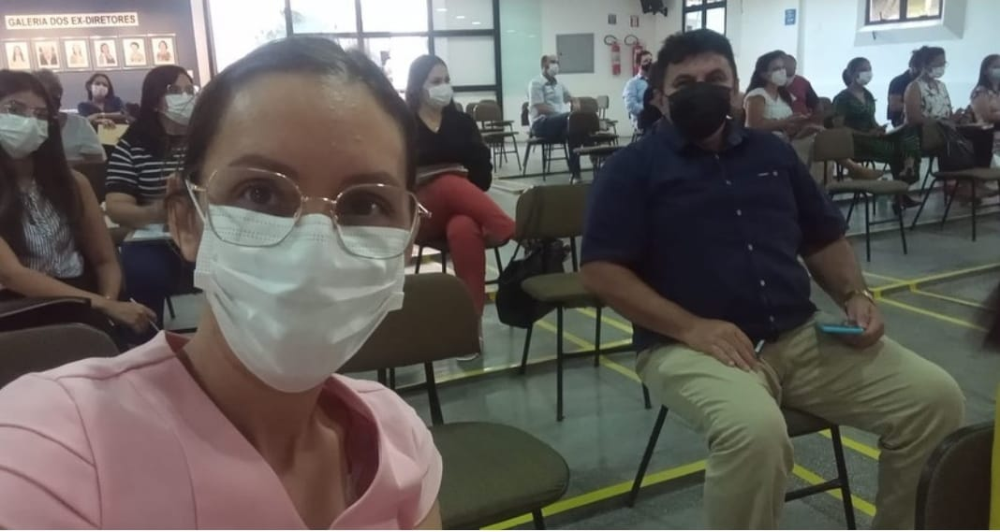 GALERIA DOS EX-DIRETORES